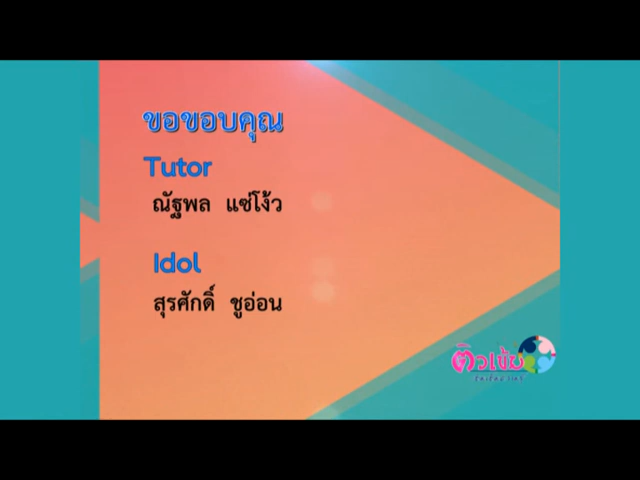 ขอขอบคุณ
Tutor
ณัฐพล แซ่โง้ว
Idol
สุรศักดิ์ ชูอ่อน
ติวเข้ม